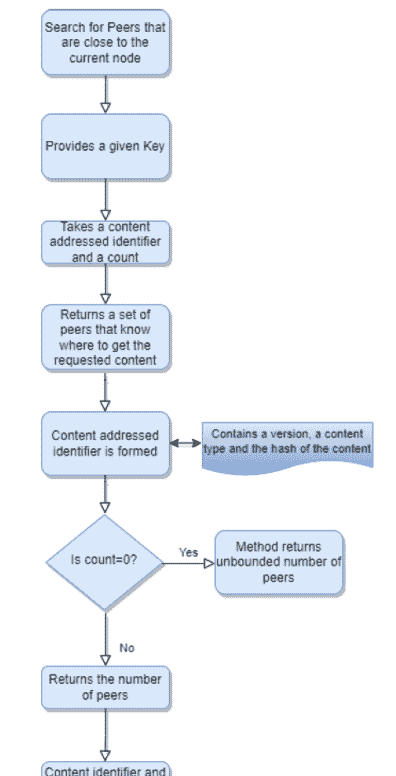 Search for Peers that
are close to the
current node
Provides a given Key
Takes a content
addressed identifier
and a count
Returns a set of
peers that know
where to get the
requested content
Content addressed
identifier is formed
Contains a version, a content
type and the hash of the content
Is count=0?
Yes
Method returns
unbounded number of
peers
No
Returns the number
of peers
Content identifier and